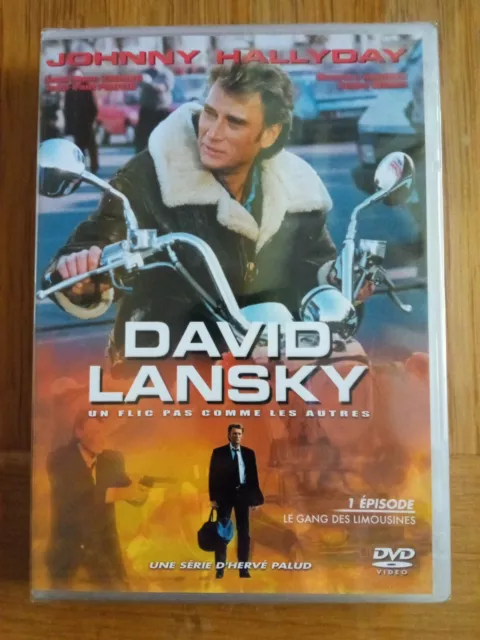 JOHNNY HALLYDAY
DAVID
LANSKY
UN FLIC PAS COMME LES AUTRES
1 ÉPISODE
LE GANG DES LIMOUSINES
UNE SÉRIE D'HERVÉ PALUD
DVD
VIDEO